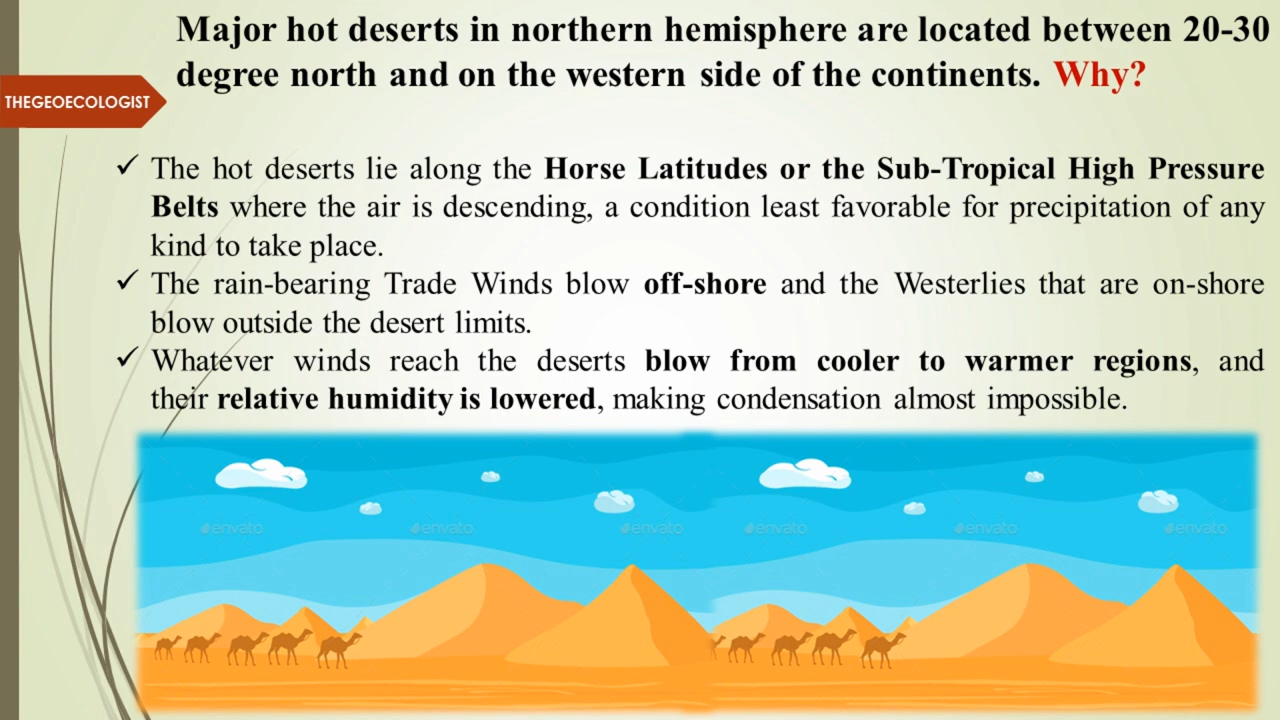 Major hot deserts in northern hemisphere are located between 20-30
degree north and on the western side of the continents. Why?
THEGEOECOLOGIST
✓ The hot deserts lie along the Horse Latitudes or the Sub-Tropical High Pressure
Belts where the air is descending, a condition least favorable for precipitation of any
kind to take place.
✓ The rain-bearing Trade Winds blow off-shore and the Westerlies that are on-shore
blow outside the desert limits.
✓ Whatever winds reach the deserts blow from cooler to warmer regions, and
their relative humidity is lowered, making condensation almost impossible.
envato envato envato envato envato envato